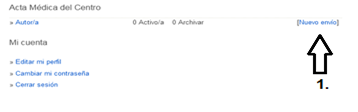 Acta Médica del Centro
» Autor/a 0 Activo/a 0 Archivar [Nuevo envío]
Mi cuenta
» Editar mi perfil
» Cambiar mi contraseña
» Cerrar sesión
1.